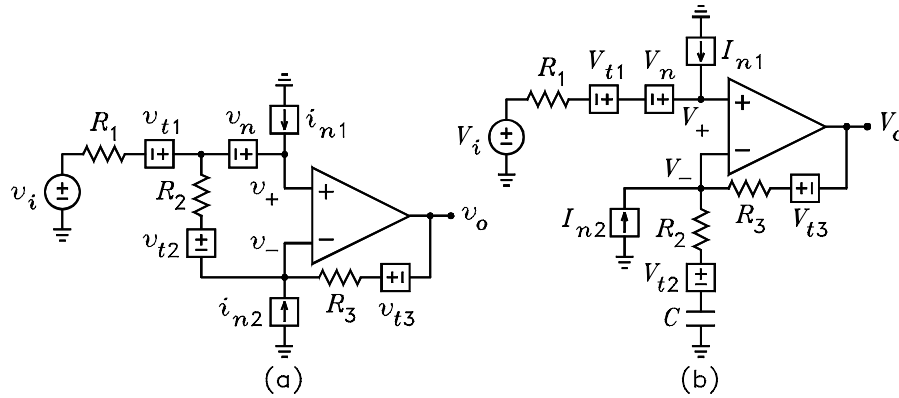 R1 vt1 vn in1
vi R2 v+ + − vo
vt2 v−
in2 R3 vt3
(a)
R1 Vt1 Vn In1
Vi V+ + −
V−
In2 R2 R3 Vt3
Vt2
C
(b)